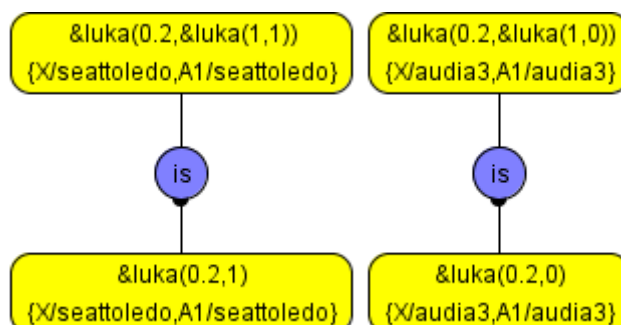 &luka(0.2,&luka(1,1))
{X/seattoledo,A1/seattoledo}
&luka(0.2,&luka(1,0))
{X/audia3,A1/audia3}
is
is
&luka(0.2,1)
{X/seattoledo,A1/seattoledo}
&luka(0.2,0)
{X/audia3,A1/audia3}